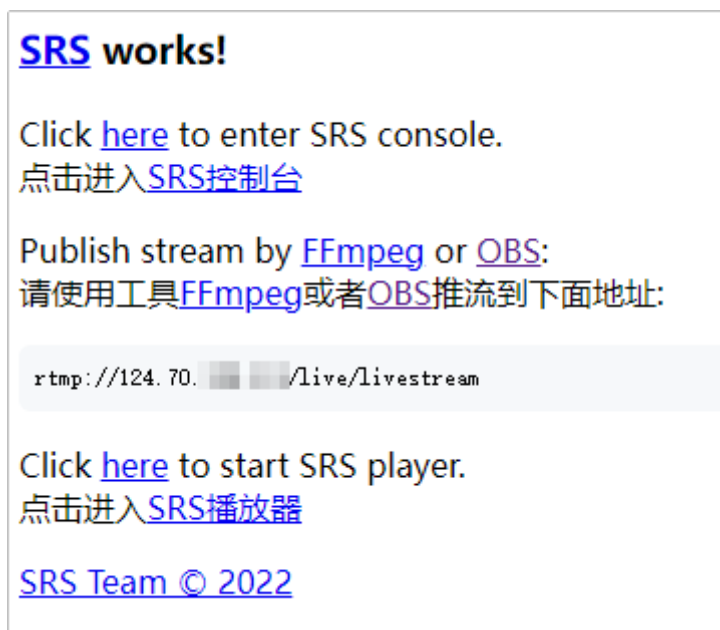 SRS works!
Click here to enter SRS console.
点击进入SRS控制台
Publish stream by FFmpeg or OBS:
请使用工具FFmpeg或者OBS推流到下面地址:
rtmp://124.70. /live/livestream
Click here to start SRS player.
点击进入SRS播放器
SRS Team © 2022